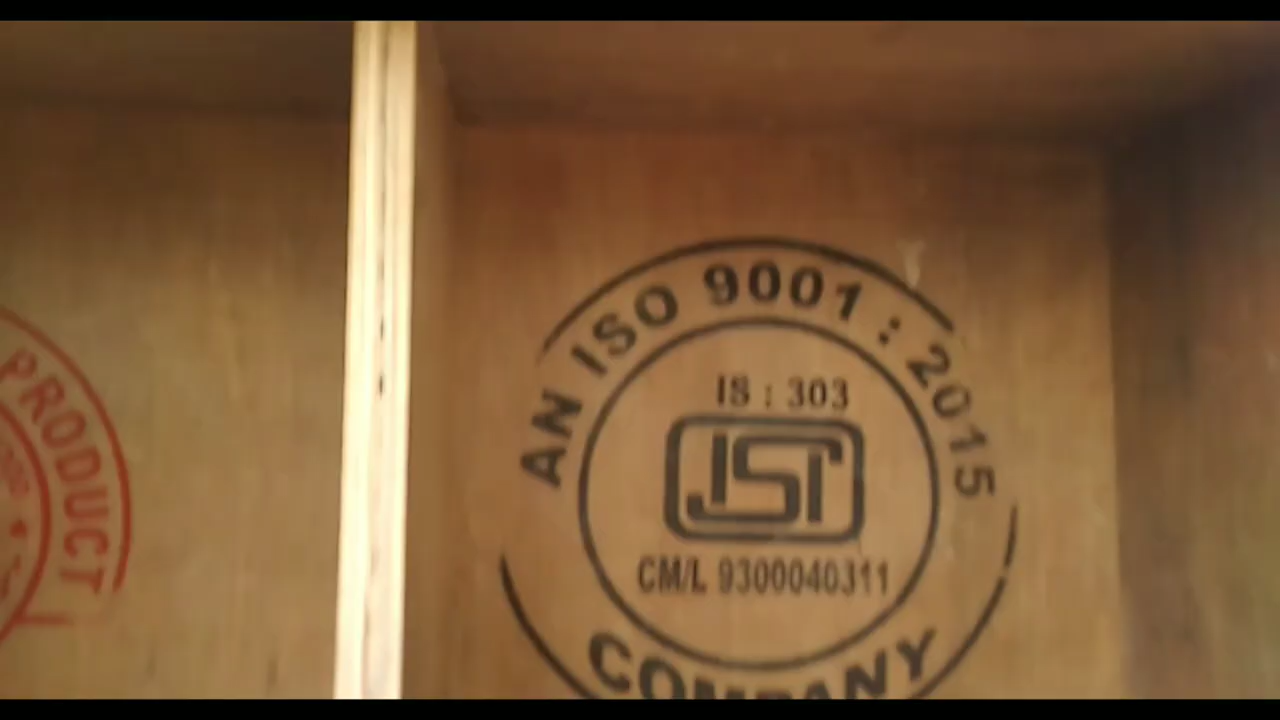 PRODUCT
AN ISO 9001 : 2015
IS : 303
ISI
CM/L 9300040311
COMPANY